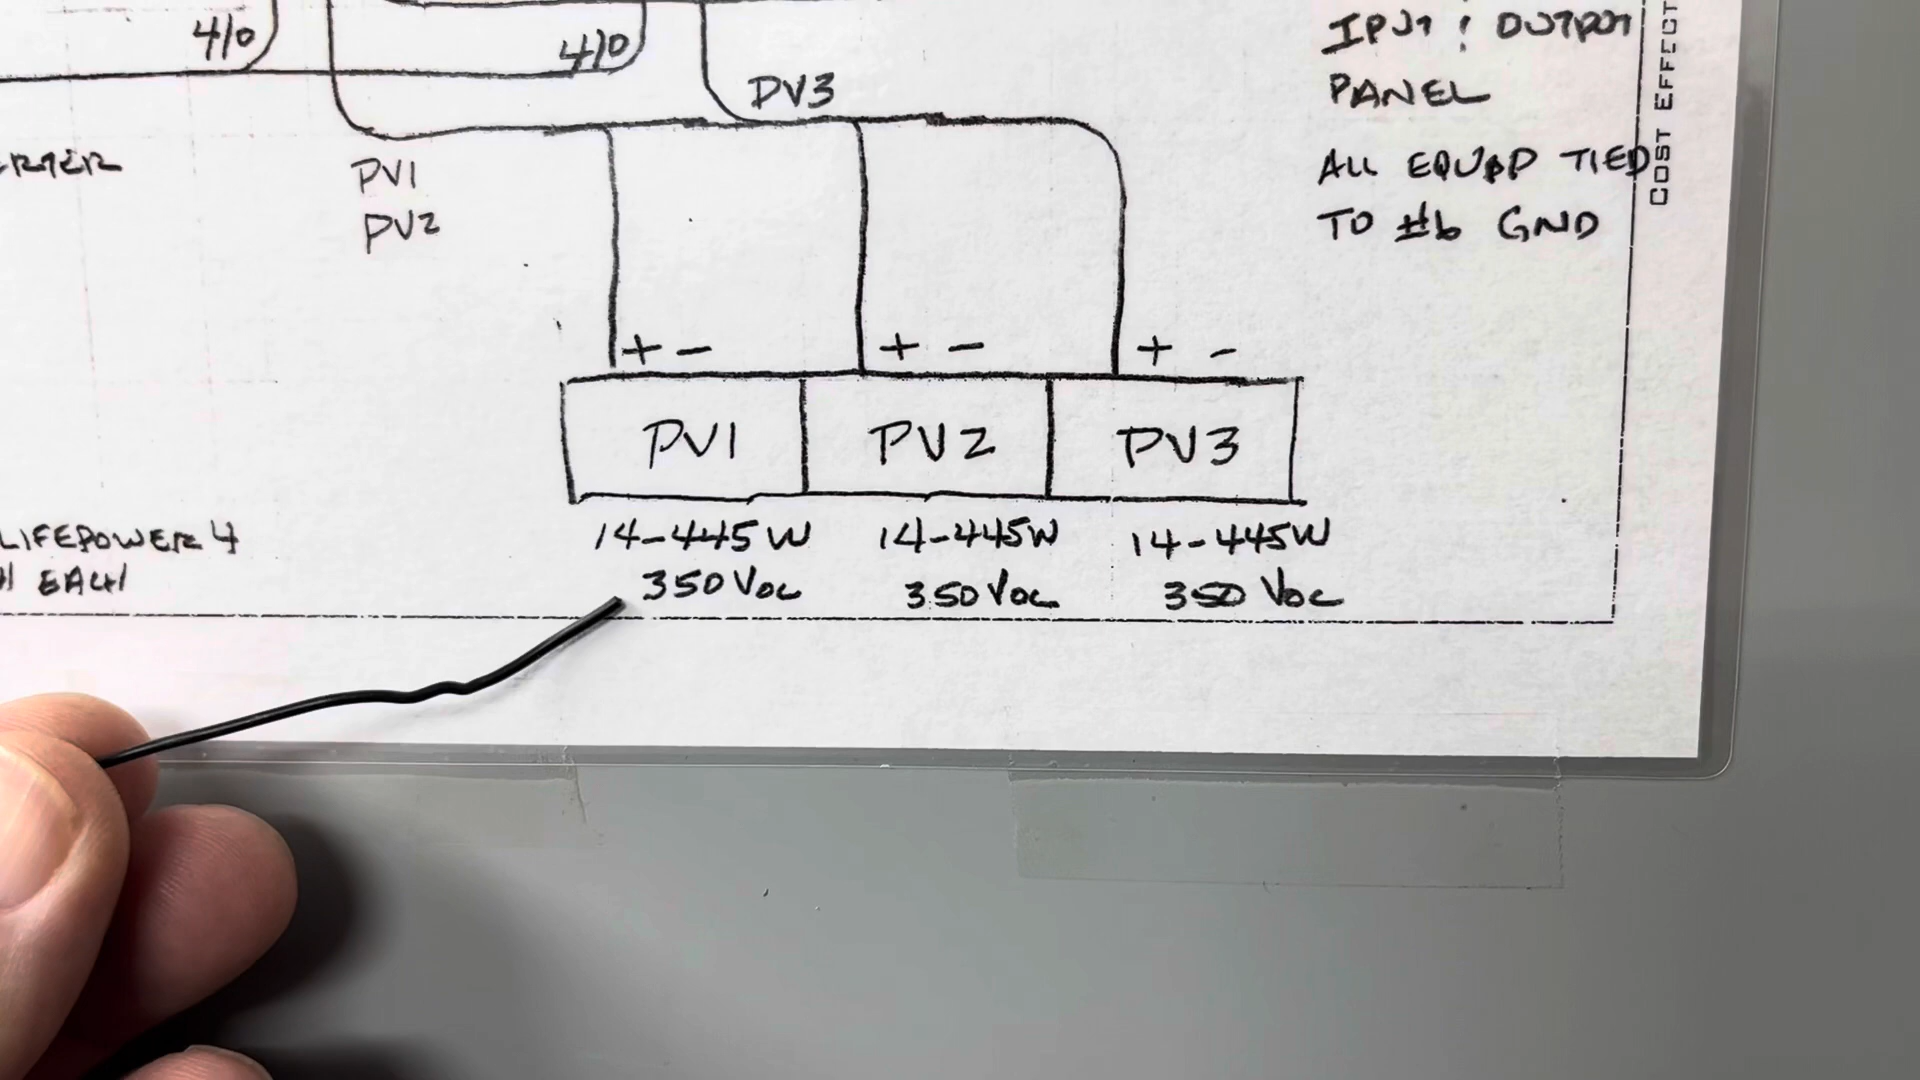 4/0
4/0
PV3
PV1
PV2
IPUT : OUTPUT
PANEL
ALL EQUIP TIED
TO #6 GND
COST EFFECT
+ -
+ -
+ -
PV1
PV2
PV3
14-445W
350 Voc
14-445W
350 Voc
14-445W
350 Voc
LIFEPOWER 4
EACH